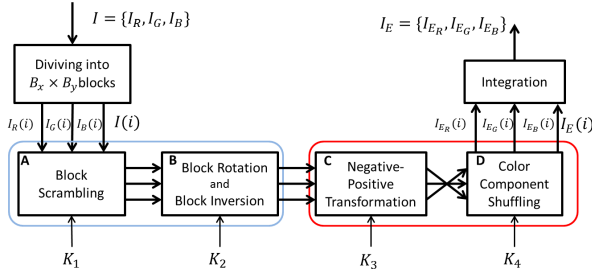 I = {I_R, I_G, I_B}
I_E = {I_{E_R}, I_{E_G}, I_{E_B}}
Dividing into
B_x × B_y blocks
Integration
I_R(i) I_G(i) I_B(i) I(i)
I_{E_R}(i) I_{E_G}(i) I_{E_B}(i) I_E(i)
A
Block
Scrambling
B
Block Rotation
and
Block Inversion
C
Negative-
Positive
Transformation
D
Color
Component
Shuffling
K_1
K_2
K_3
K_4